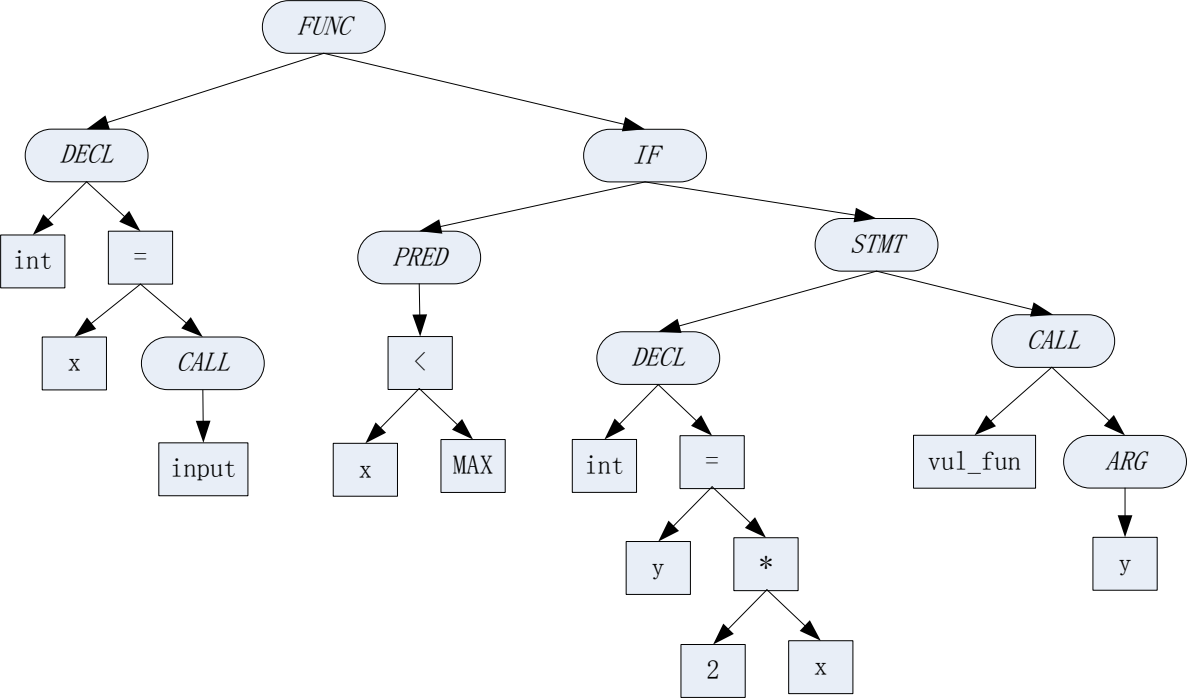 FUNC
DECL
IF
int
=
PRED
STMT
x
CALL
<
DECL
CALL
input
x
MAX
int
=
vul_fun
ARG
y
*
y
2
x